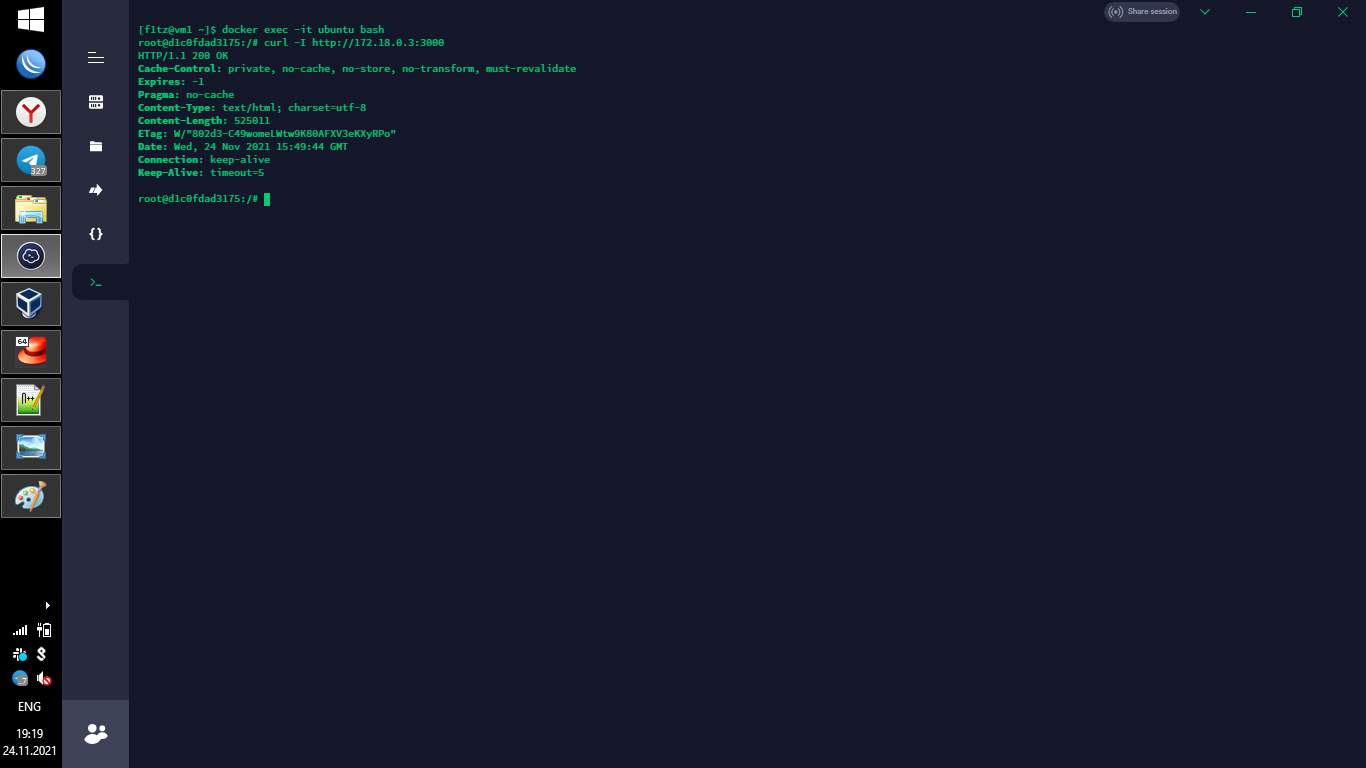 Share session
[f1tz@vm1 ~]$ docker exec -it ubuntu bash
root@d1c0fdad3175:/# curl -I http://172.18.0.3:3000
HTTP/1.1 200 OK
Cache-Control: private, no-cache, no-store, no-transform, must-revalidate
Expires: -1
Pragma: no-cache
Content-Type: text/html; charset=utf-8
Content-Length: 525011
ETag: W/"802d3-C49womeLWtw9K80AFXV3eKXyRPo"
Date: Wed, 24 Nov 2021 15:49:44 GMT
Connection: keep-alive
Keep-Alive: timeout=5
root@d1c0fdad3175:/#
327
64
ENG
19:19
24.11.2021